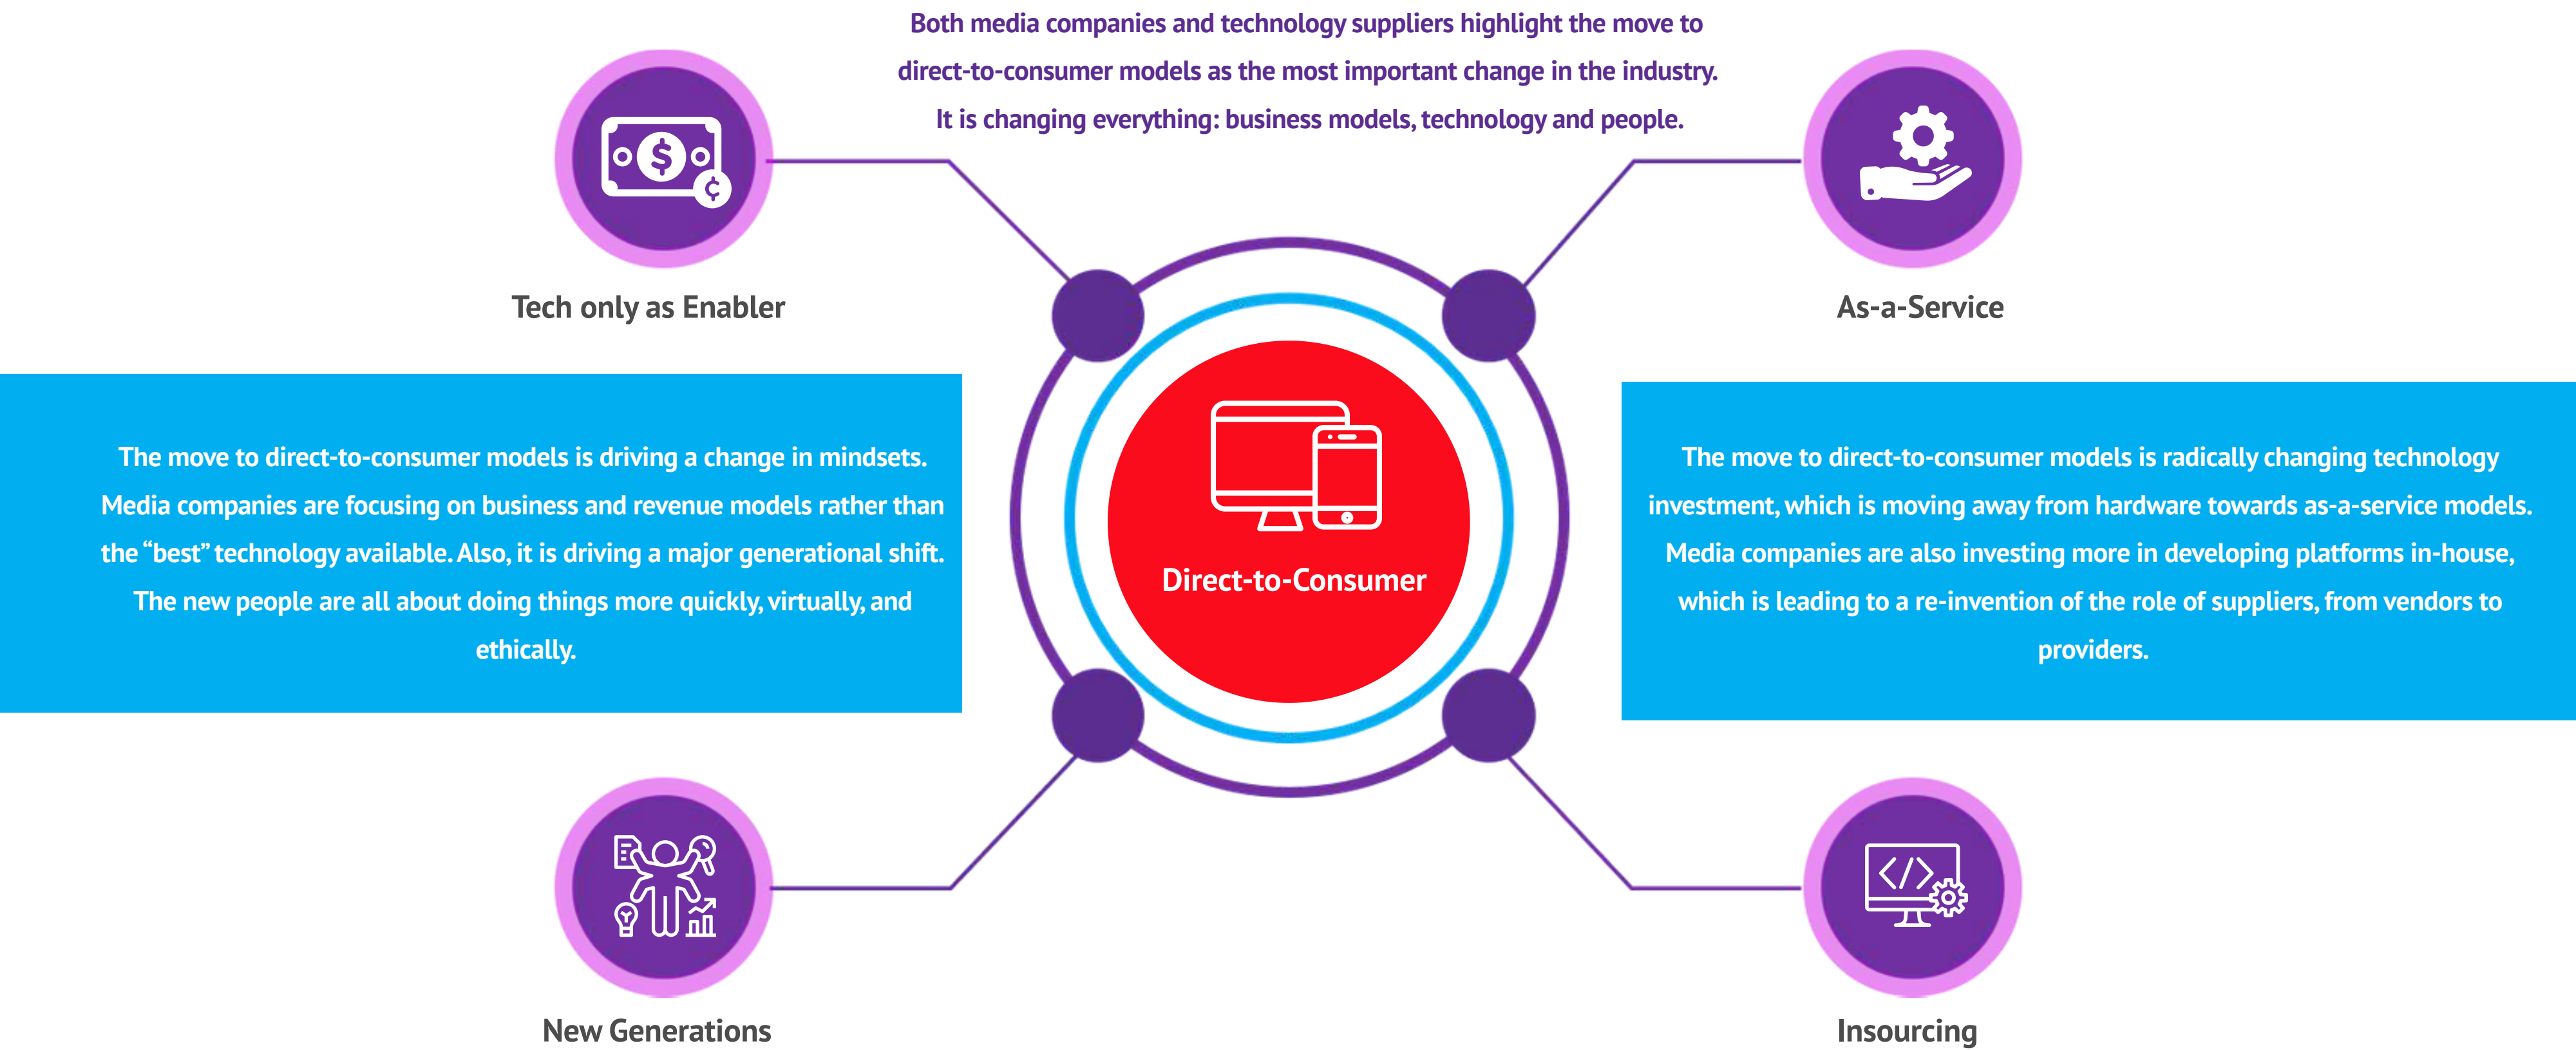 Both media companies and technology suppliers highlight the move to
direct-to-consumer models as the most important change in the industry.
It is changing everything: business models, technology and people.
$
¢
Tech only as Enabler
As-a-Service
The move to direct-to-consumer models is driving a change in mindsets.
Media companies are focusing on business and revenue models rather than
the “best” technology available. Also, it is driving a major generational shift.
The new people are all about doing things more quickly, virtually, and
ethically.
Direct-to-Consumer
The move to direct-to-consumer models is radically changing technology
investment, which is moving away from hardware towards as-a-service models.
Media companies are also investing more in developing platforms in-house,
which is leading to a re-invention of the role of suppliers, from vendors to
providers.
</>
New Generations
Insourcing